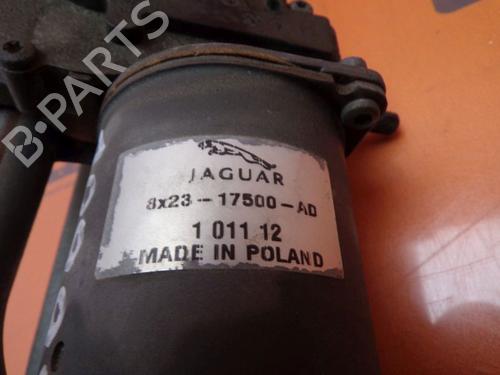 B-PARTS
JAGUAR
8x23-17500-AD
1 011 12
MADE IN POLAND